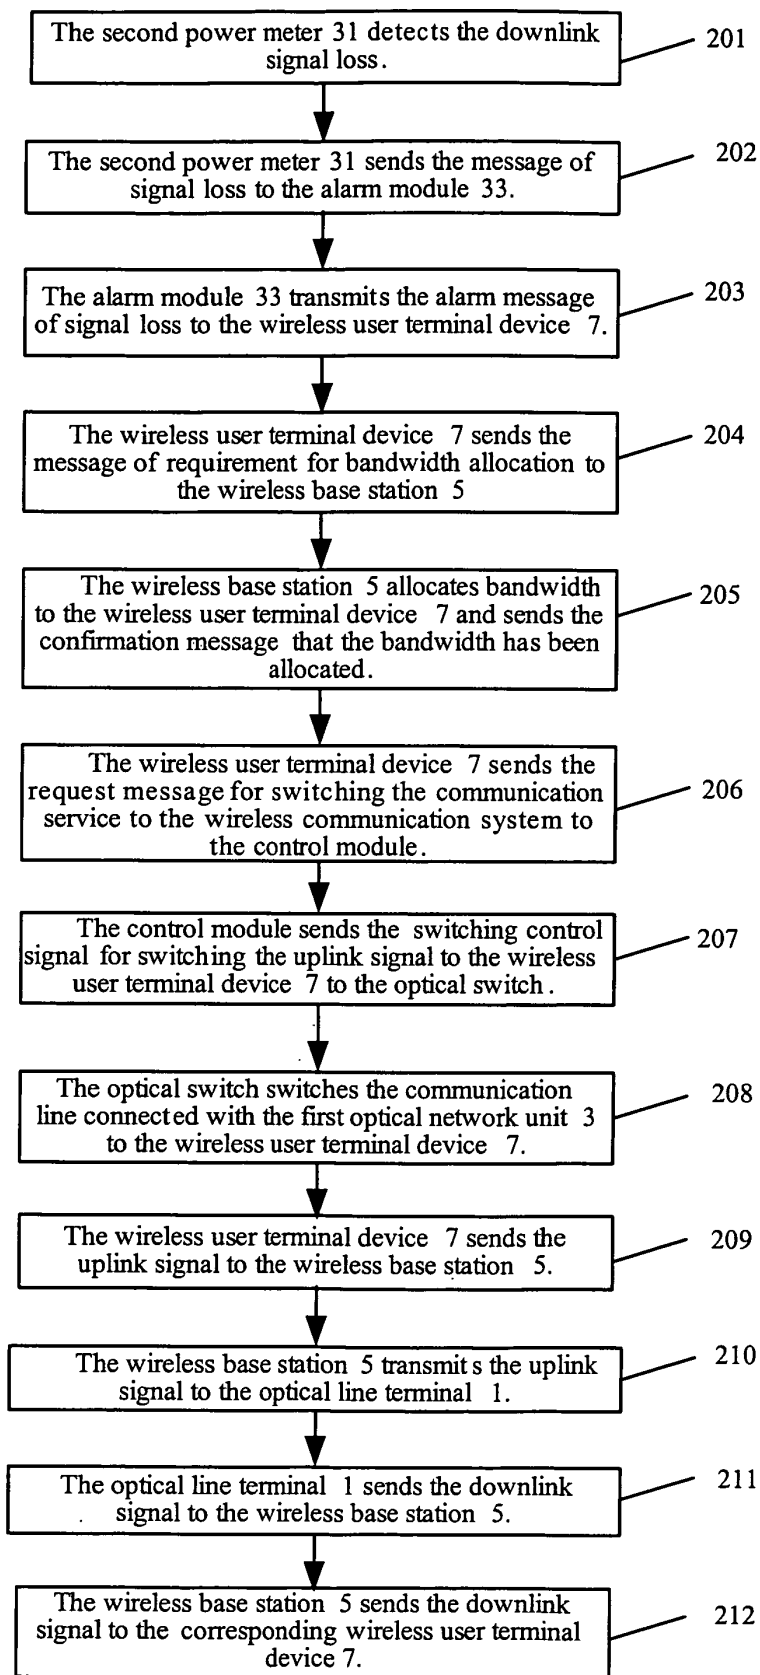 The second power meter 31 detects the downlink
signal loss.
201
The second power meter 31 sends the message of
signal loss to the alarm module 33.
202
The alarm module 33 transmits the alarm message
of signal loss to the wireless user terminal device 7.
203
The wireless user terminal device 7 sends the
message of requirement for bandwidth allocation to
the wireless base station 5
204
The wireless base station 5 allocates bandwidth
to the wireless user terminal device 7 and sends the
confirmation message that the bandwidth has been
allocated.
205
The wireless user terminal device 7 sends the
request message for switching the communication
service to the wireless communication system to
the control module.
206
The control module sends the switching control
signal for switching the uplink signal to the wireless
user terminal device 7 to the optical switch.
207
The optical switch switches the communication
line connected with the first optical network unit 3
to the wireless user terminal device 7.
208
The wireless user terminal device 7 sends the
uplink signal to the wireless base station 5.
209
The wireless base station 5 transmits the uplink
signal to the optical line terminal 1.
210
The optical line terminal 1 sends the downlink
signal to the wireless base station 5.
211
The wireless base station 5 sends the downlink
signal to the corresponding wireless user terminal
device 7.
212